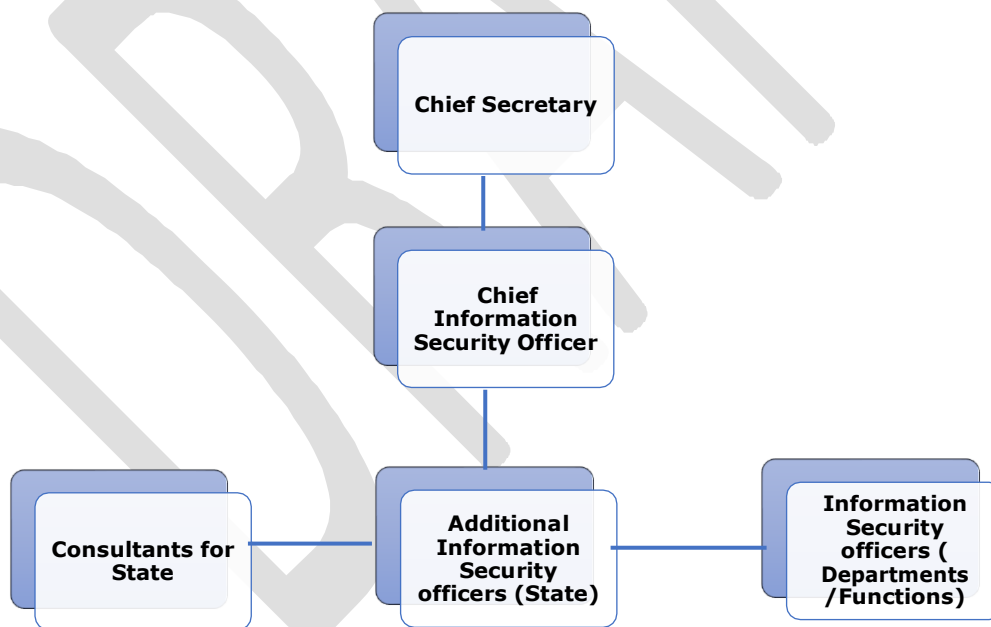 Chief Secretary
Chief
Information
Security Officer
Consultants for
State
Additional
Information
Security
officers (State)
Information
Security
officers (
Departments
/Functions)